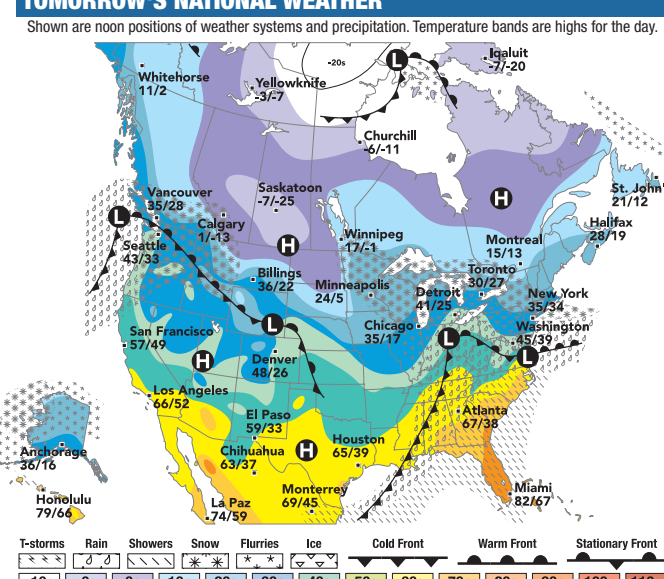 TOMORROW'S NATIONAL WEATHER
Shown are noon positions of weather systems and precipitation. Temperature bands are highs for the day.
-20s
L
Iqaluit
-7/-20
Whitehorse
11/2
Yellowknife
-3/-7
Churchill
-6/-11
Vancouver
35/28
Saskatoon
-7/-25
H
St. John'
21/12
L
Calgary
1/-13
Halifax
28/19
Seattle
43/33
H
Winnipeg
17/-1
Montreal
15/13
Billings
36/22
Minneapolis
24/5
Toronto
30/27
Detroit
41/25
New York
35/34
San Francisco
57/49
L
Chicago
35/17
Washington
45/39
L
H
Denver
48/26
L
Los Angeles
66/52
El Paso
59/33
Atlanta
67/38
Anchorage
36/16
Chihuahua
63/37
H
Houston
65/39
Honolulu
79/66
La Paz
74/59
Monterrey
69/45
Miami
82/67
T-storms Rain Showers Snow Flurries Ice Cold Front Warm Front Stationary Front